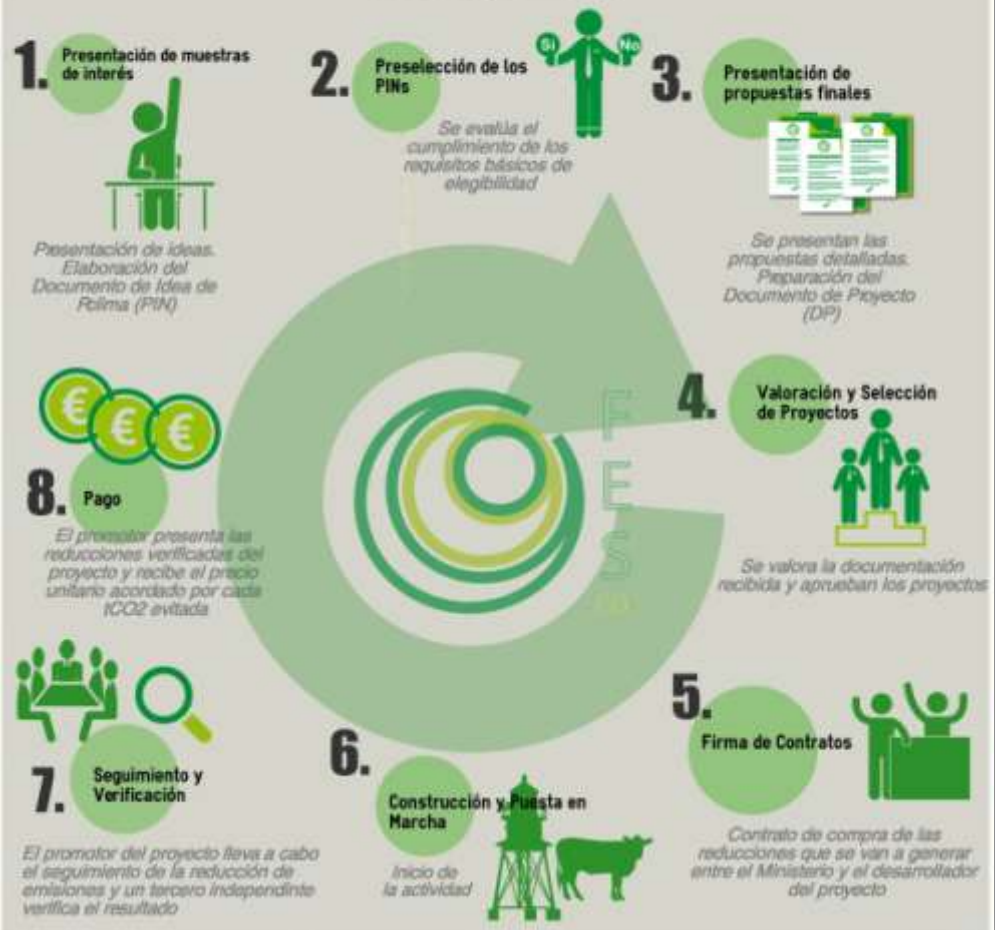 1.
Presentación de muestras
de interés
Presentación de ideas.
Elaboración del
Documento de Idea de
Polima (PIN)
2.
Preselección de los
PINs
Si
No
Se evalúa el
cumplimiento de los
requisitos básicos de
elegibilidad
3.
Presentación de
propuestas finales
Se presentan las
propuestas detalladas.
Preparación del
Documento de Proyecto
(DP)
4.
Valoración y Selección
de Proyectos
Se valora la documentación
recibida y aprueban los proyectos
5.
Firma de Contratos
Contrato de compra de las
reducciones que se van a generar
entre el Ministerio y el desarrollador
del proyecto
6.
Construcción y Puesta en
Marcha
Inicio de
la actividad
7.
Seguimiento y
Verificación
El promotor del proyecto lleva a cabo
el seguimiento de la reducción de
emisiones y un tercero independinte
verifica el resultado
€ € €
8.
Pago
El promotor presenta las
reducciones verificadas del
proyecto y recibe el precio
unitario acordado por cada
tCO2 evitada
F
E
S